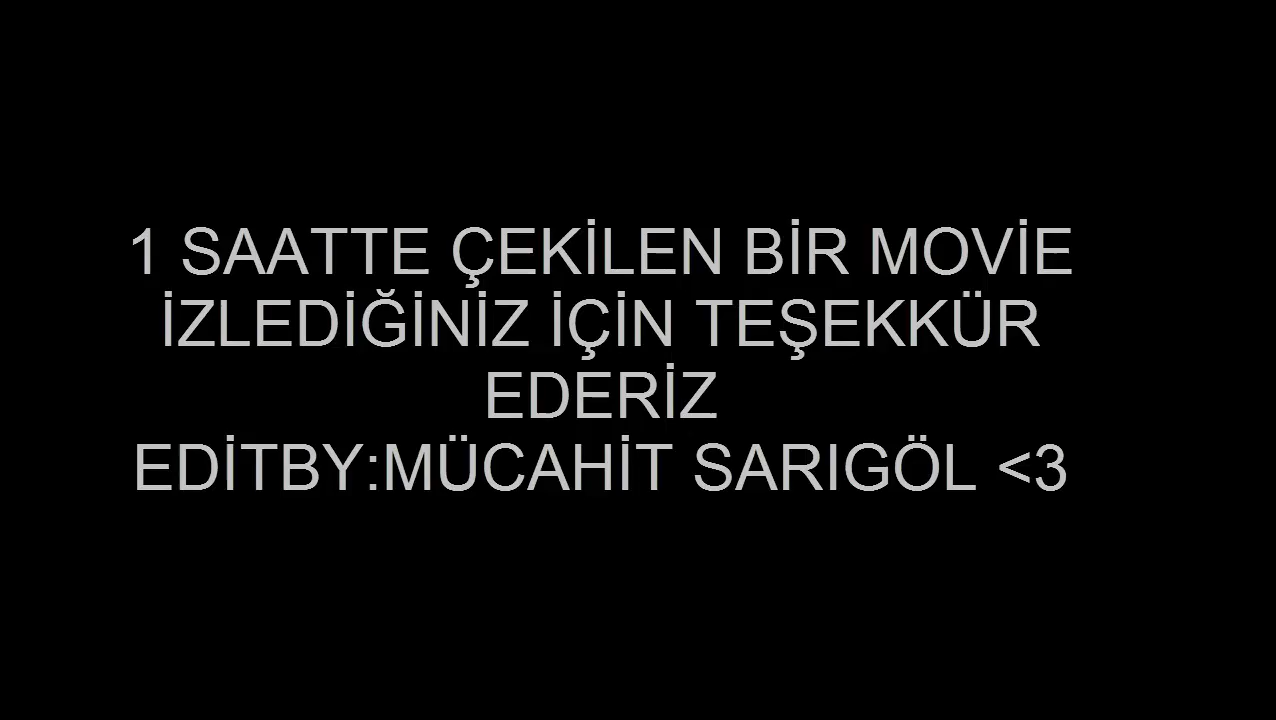 1 SAATTE ÇEKİLEN BİR MOVİE
İZLEDİĞİNİZ İÇİN TEŞEKKÜR
EDERİZ
EDİTBY:MÜCAHİT SARIGÖL <3